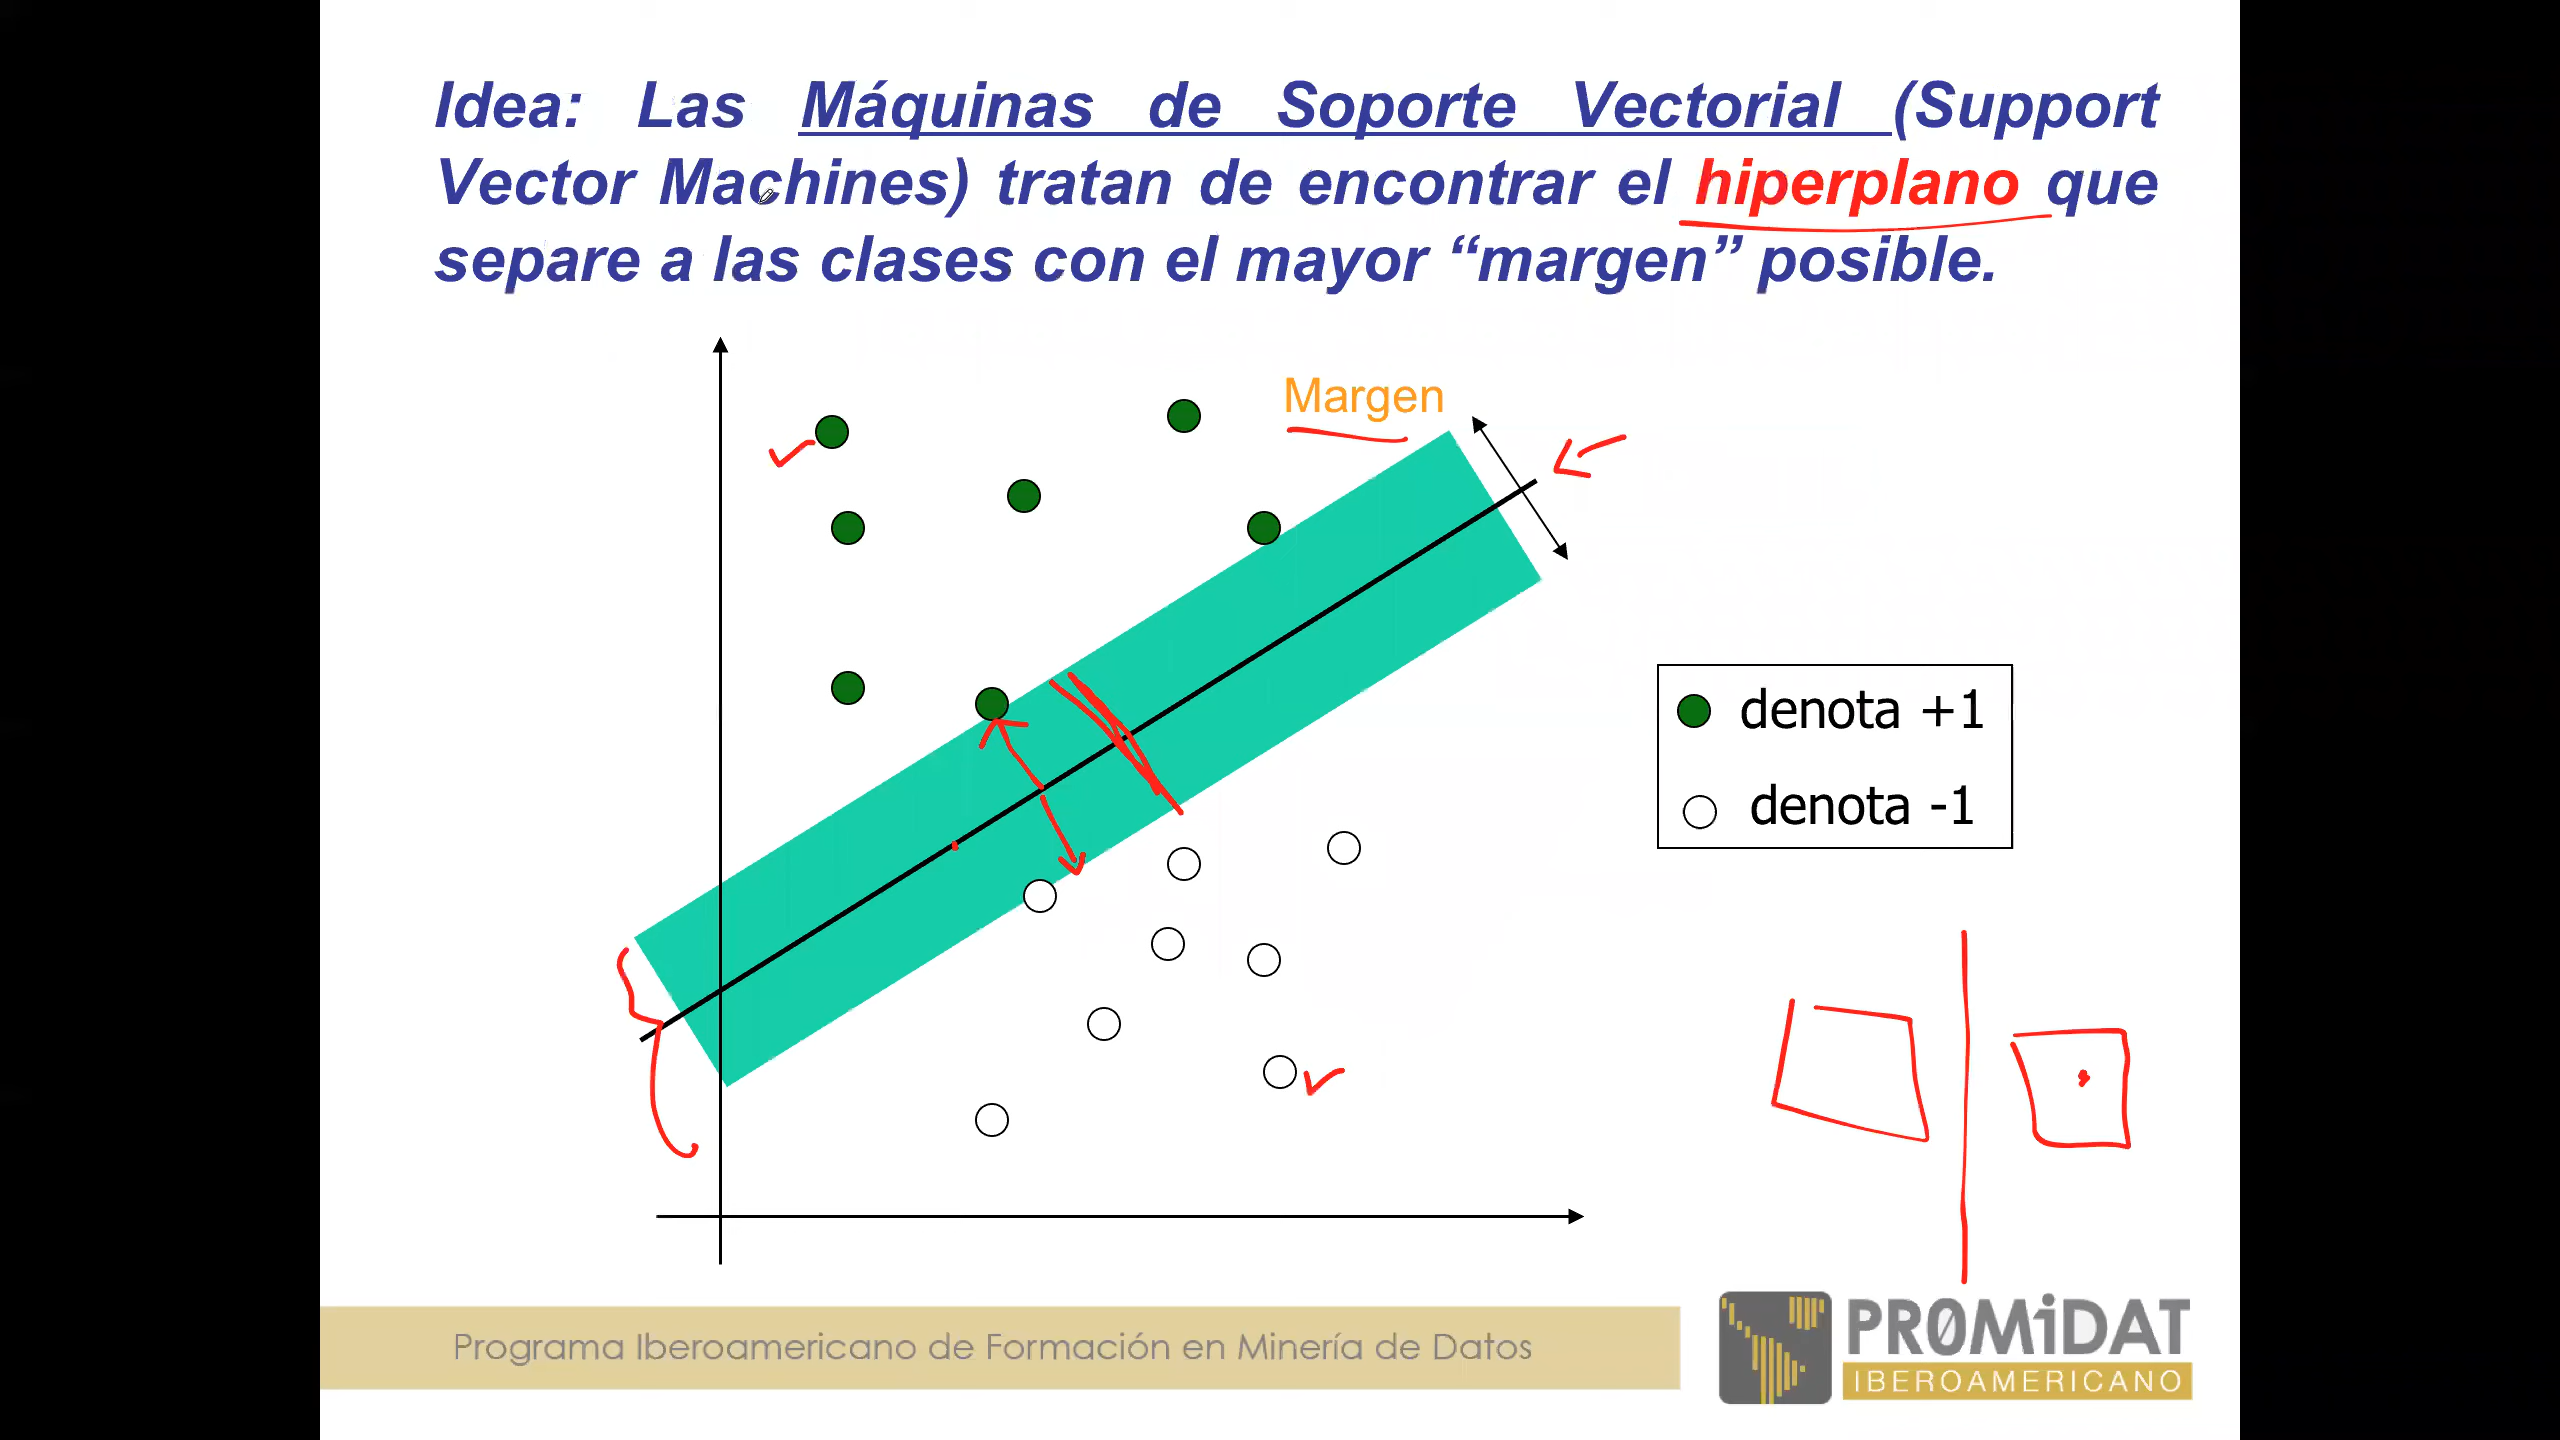 Idea: Las Máquinas de Soporte Vectorial (Support
Vector Machines) tratan de encontrar el hiperplano que
separe a las clases con el mayor “margen” posible.
Margen
denota +1
denota -1
Programa Iberoamericano de Formación en Minería de Datos
PR0MiDAT
IBEROAMERICANO